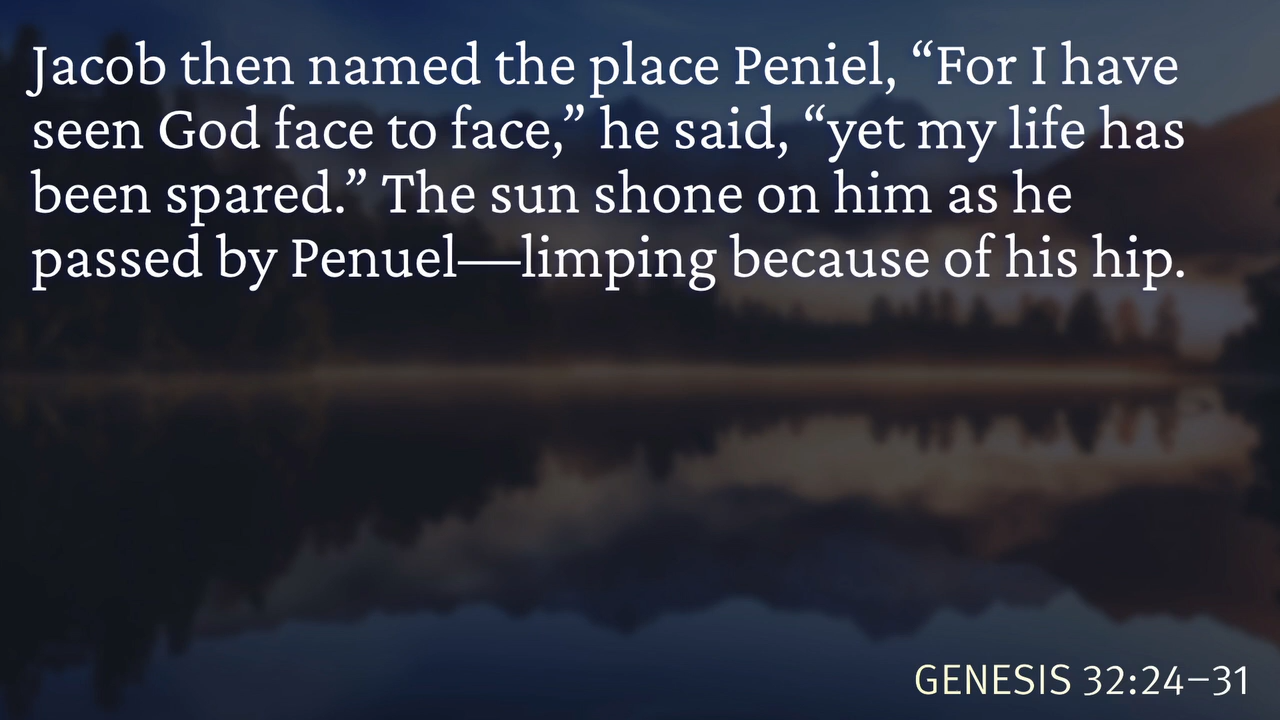 Jacob then named the place Peniel, “For I have
seen God face to face,” he said, “yet my life has
been spared.” The sun shone on him as he
passed by Penuel—limping because of his hip.
GENESIS 32:24–31